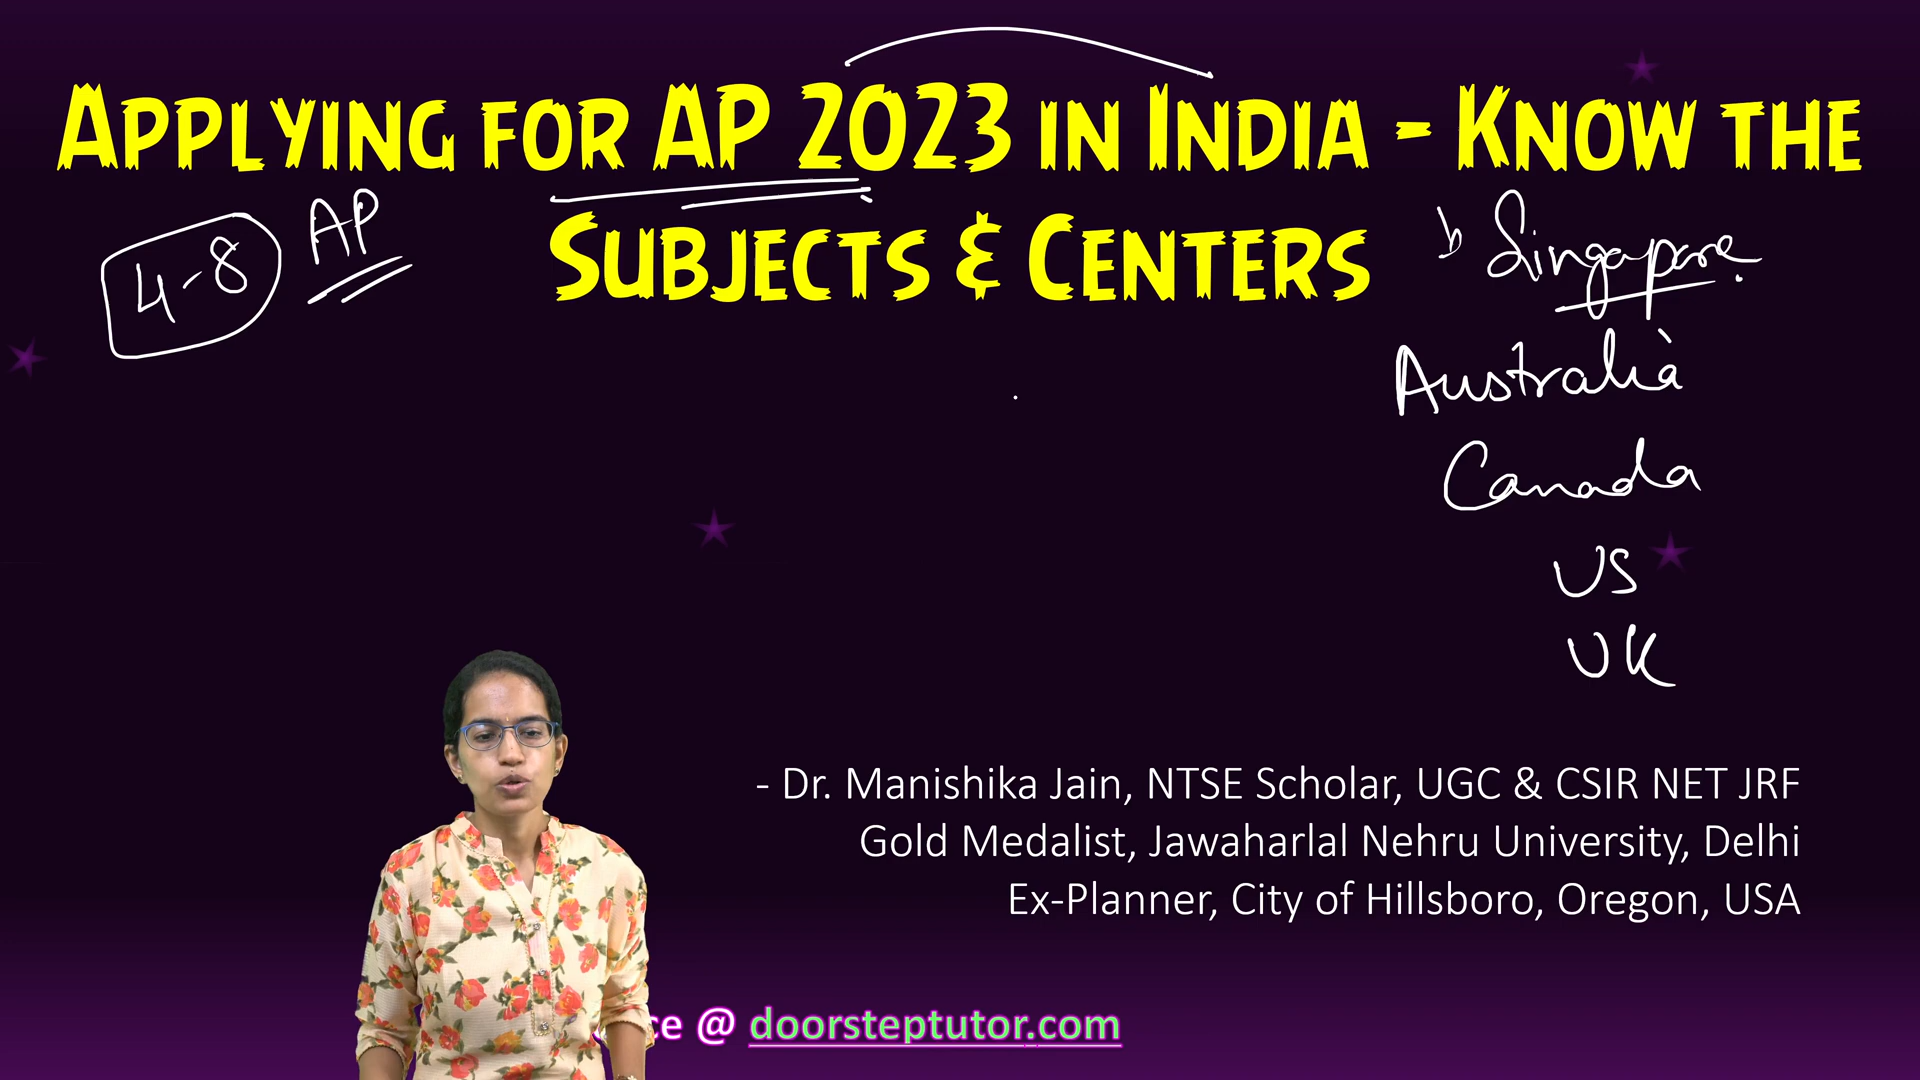 Applying for AP 2023 in India - Know the
Subjects & Centers
4-8 AP
Singapore
Australia
Canada
US
UK
- Dr. Manishika Jain, NTSE Scholar, UGC & CSIR NET JRF
Gold Medalist, Jawaharlal Nehru University, Delhi
Ex-Planner, City of Hillsboro, Oregon, USA
@ doorsteptutor.com